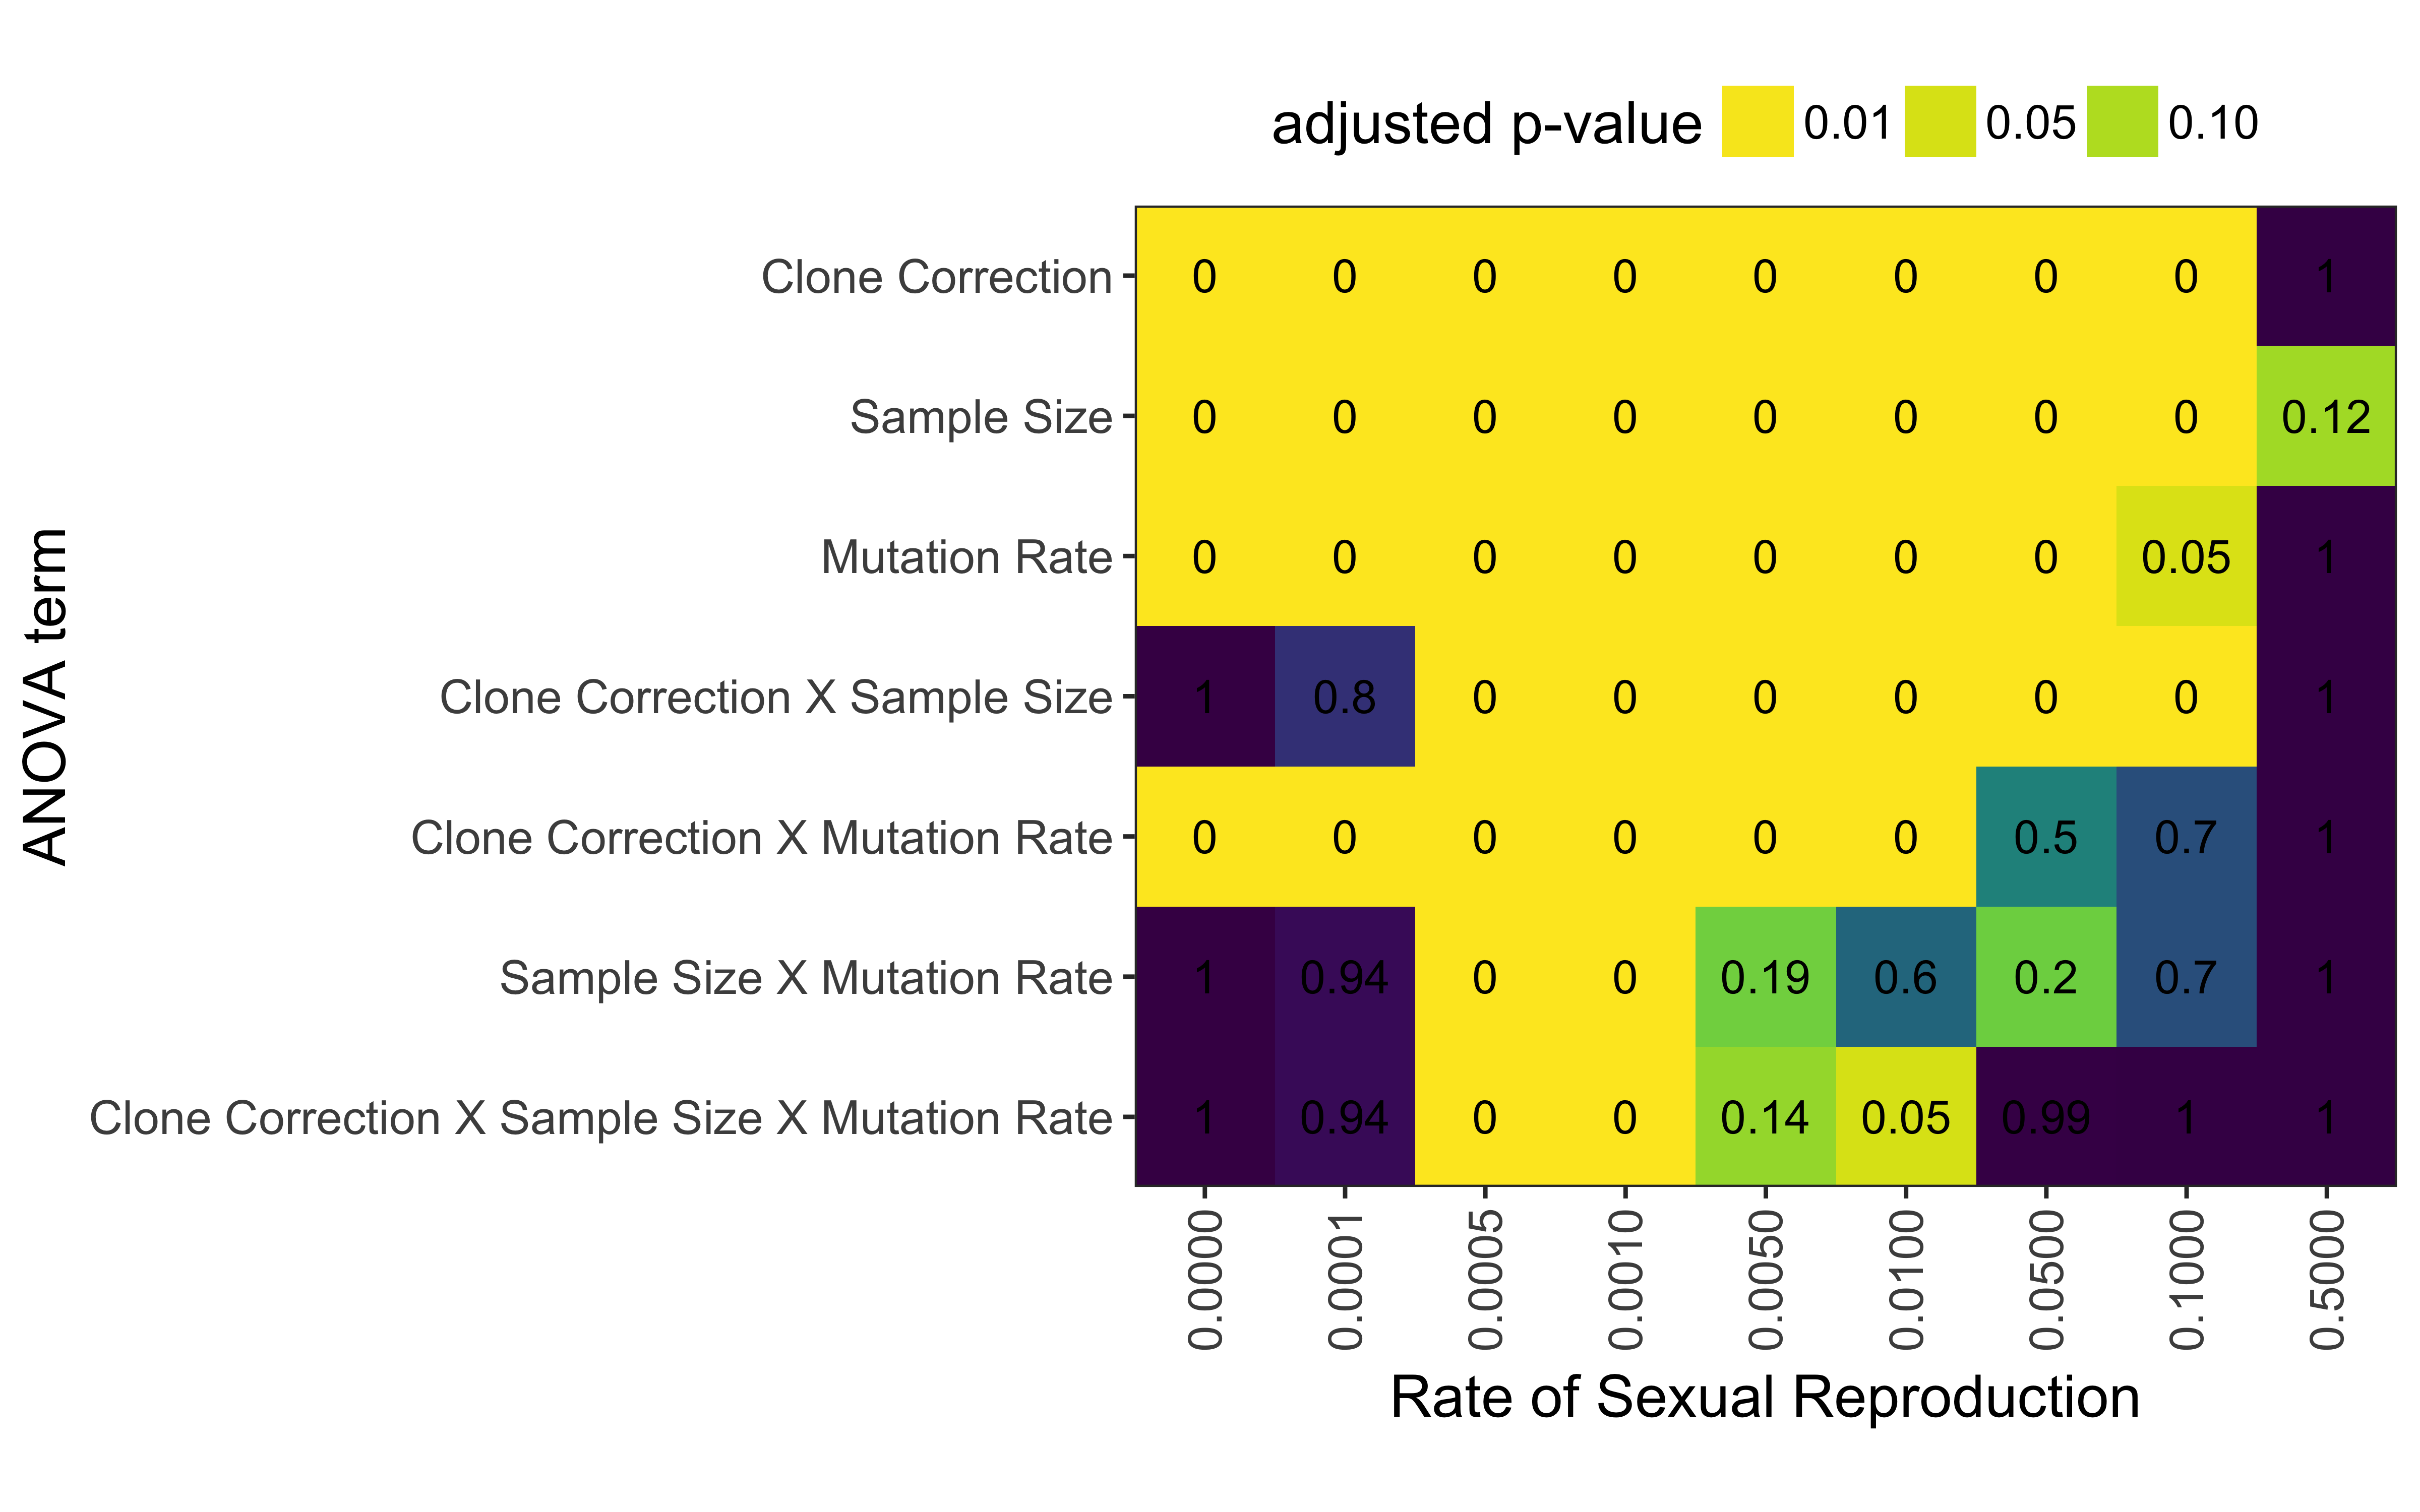 adjusted p-value 0.01 0.05 0.10
ANOVA term
Clone Correction 0 0 0 0 0 0 0 0 1
Sample Size 0 0 0 0 0 0 0 0 0.12
Mutation Rate 0 0 0 0 0 0 0 0.05 1
Clone Correction X Sample Size 1 0.8 0 0 0 0 0 0 1
Clone Correction X Mutation Rate 0 0 0 0 0 0 0.5 0.7 1
Sample Size X Mutation Rate 1 0.94 0 0 0.19 0.6 0.2 0.7 1
Clone Correction X Sample Size X Mutation Rate 1 0.94 0 0 0.14 0.05 0.99 1 1
0.0000 0.0001 0.0005 0.0010 0.0050 0.0100 0.0500 0.1000 0.5000
Rate of Sexual Reproduction